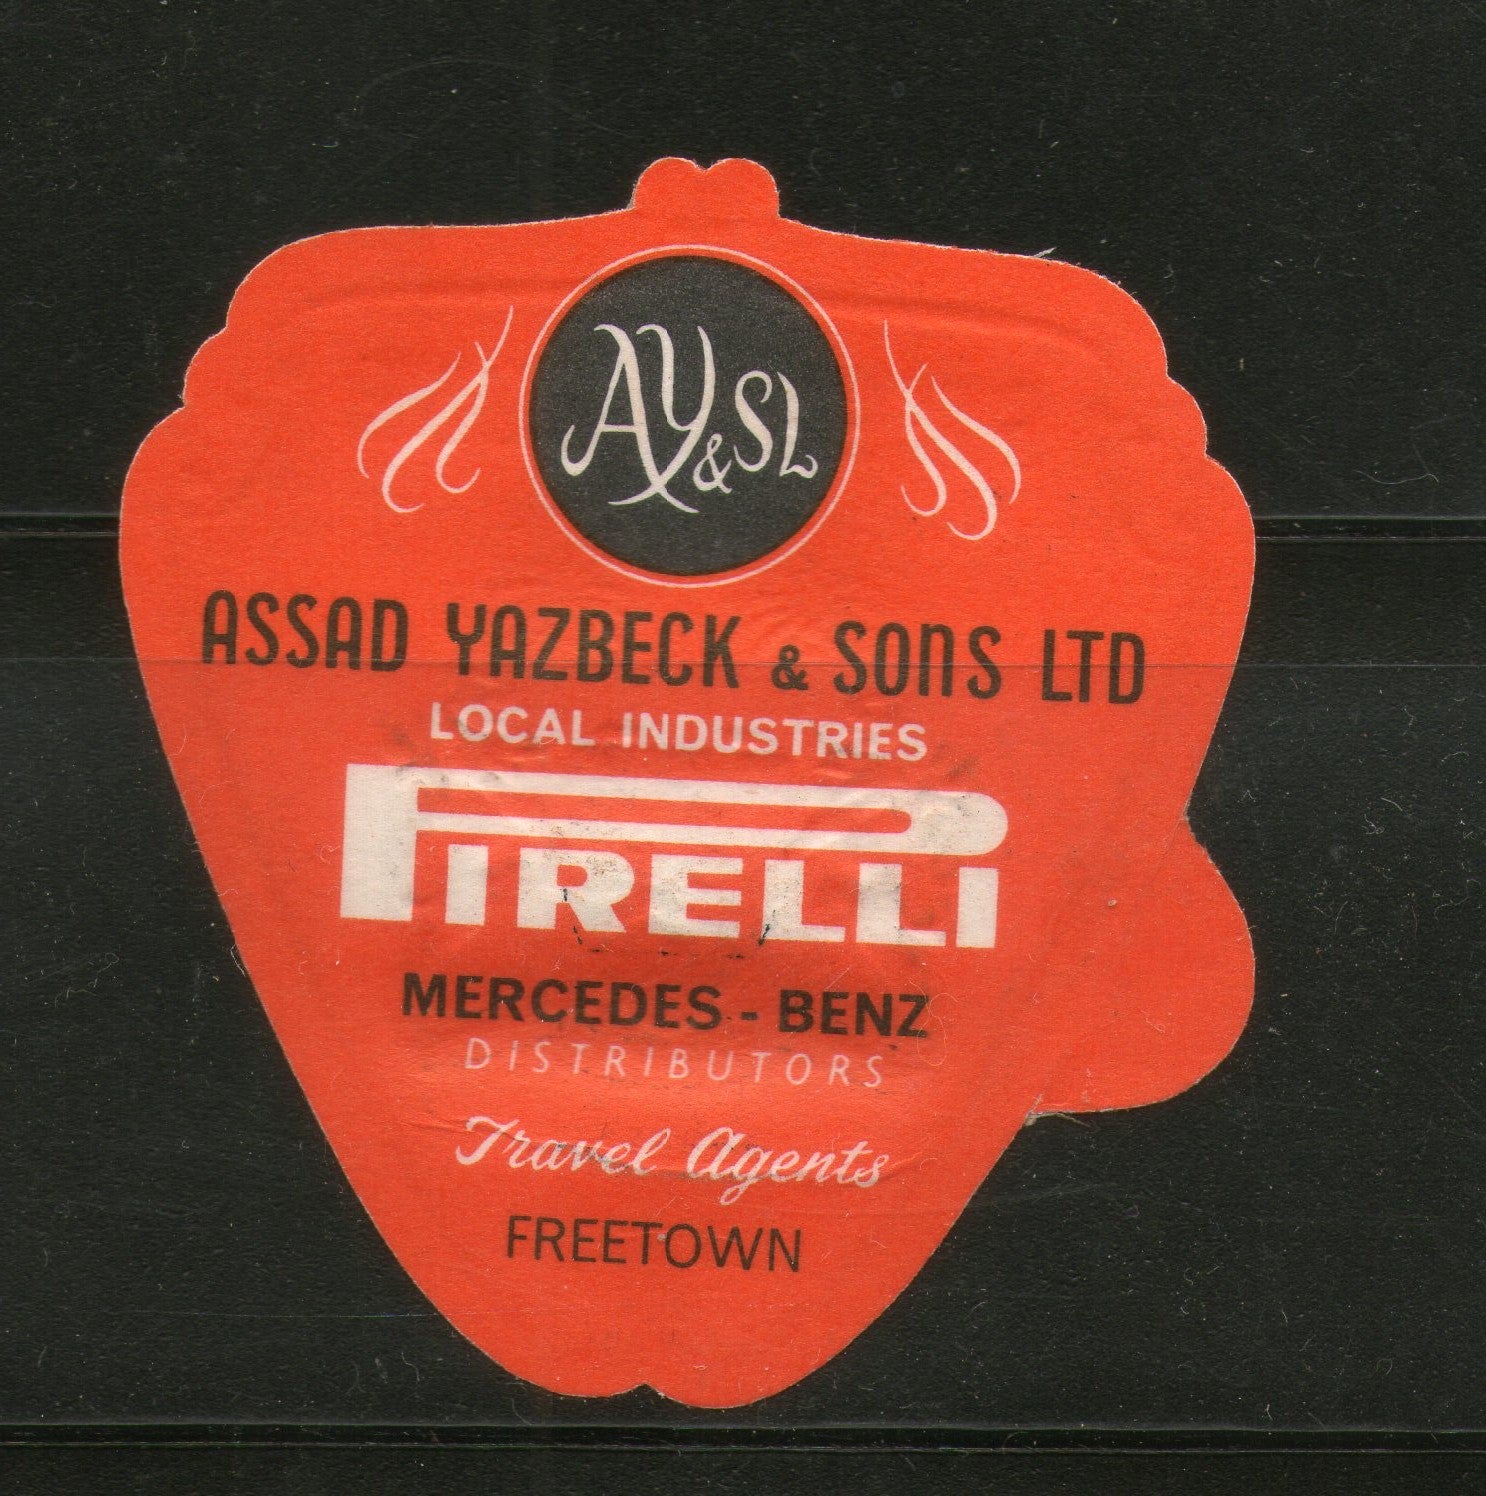 AY & SL
ASSAD YAZBECK & SONS LTD
LOCAL INDUSTRIES
PIRELLI
MERCEDES - BENZ
DISTRIBUTORS
Travel Agents
FREETOWN